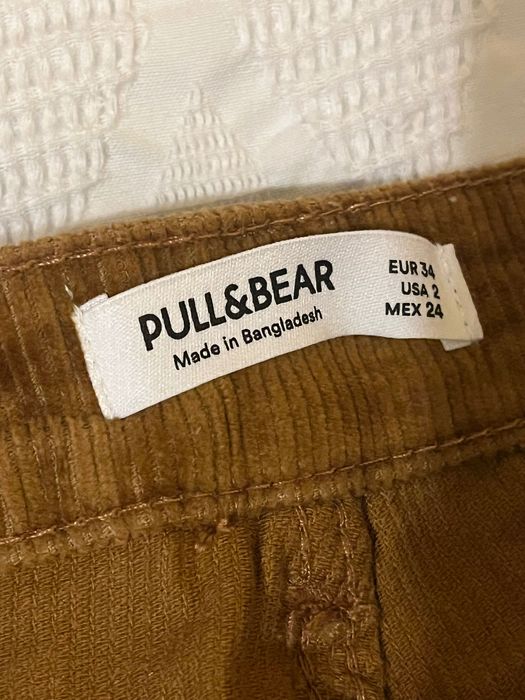 PULL&BEAR
Made in Bangladesh
EUR 34
USA 2
MEX 24